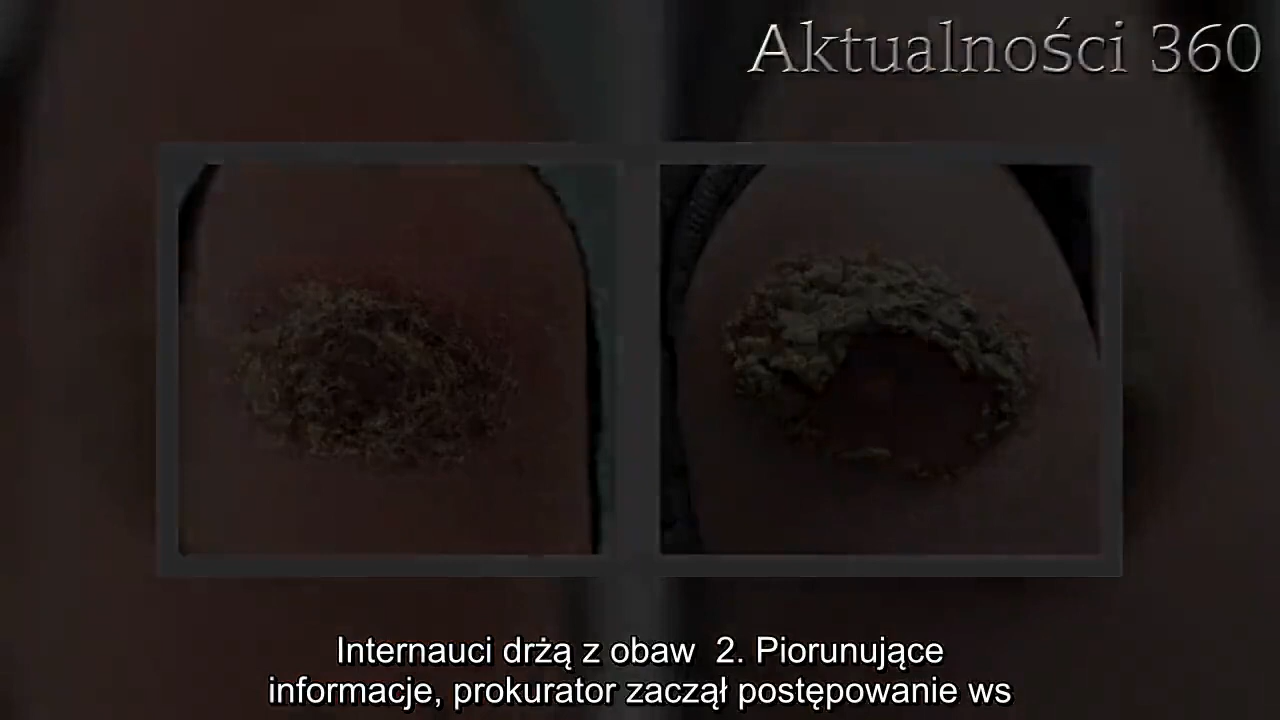 Aktualności 360
Internauci drżą z obaw  2. Piorunujące
informacje, prokurator zaczął postępowanie ws